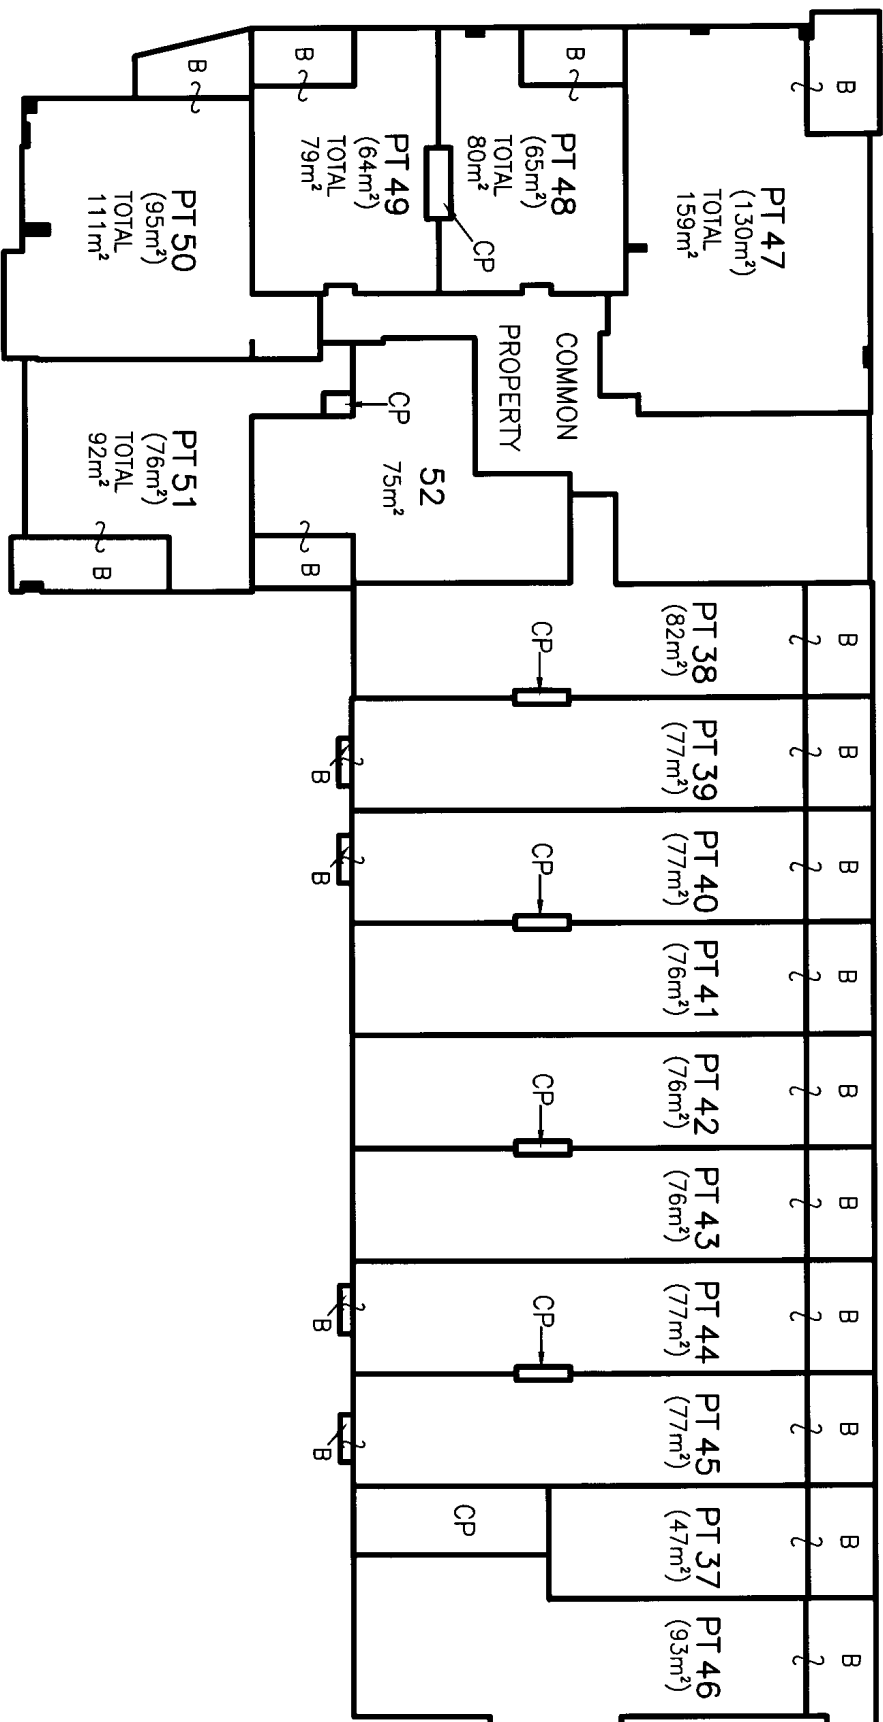 B
PT 47
(130m²)
TOTAL
159m²
B
PT 48
(65m²)
TOTAL
80m²
CP
B
PT 49
(64m²)
TOTAL
79m²
B
PT 50
(95m²)
TOTAL
111m²
COMMON
PROPERTY
CP
52
75m²
B
PT 51
(76m²)
TOTAL
92m²
B
B
PT 38
(82m²)
CP
B
PT 39
(77m²)
B
B
PT 40
(77m²)
CP
B
B
PT 41
(76m²)
B
PT 42
(76m²)
CP
B
PT 43
(76m²)
B
PT 44
(77m²)
CP
B
B
PT 45
(77m²)
B
B
PT 37
(47m²)
CP
B
PT 46
(93m²)